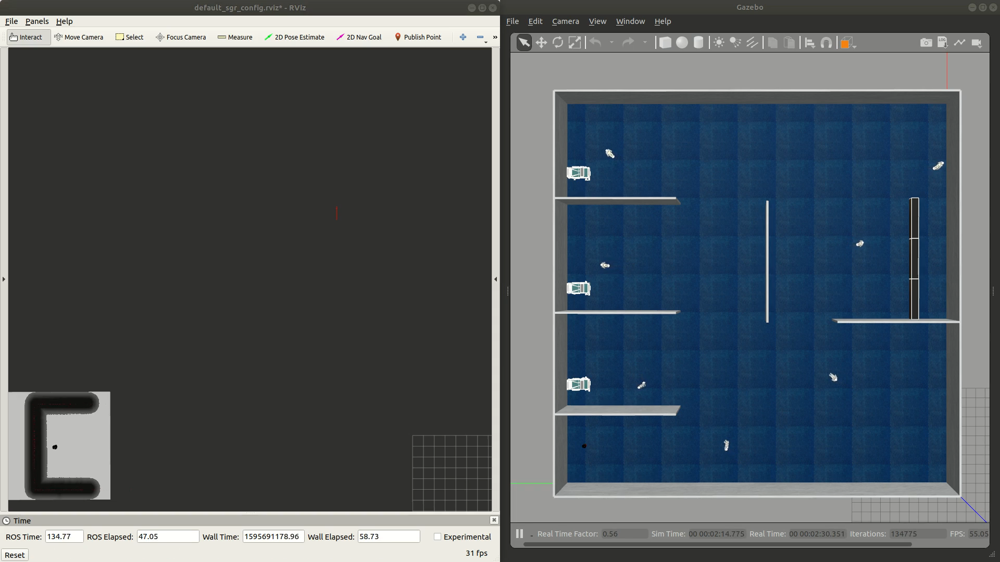 default_sgr_config.rviz* - RViz
File Panels Help
Interact Move Camera Select Focus Camera Measure 2D Pose Estimate 2D Nav Goal Publish Point »
Time
ROS Time: 134.77 ROS Elapsed: 47.05 Wall Time: 1595691178.96 Wall Elapsed: 58.73 Experimental
Reset 31 fps
Gazebo
File Edit Camera View Window Help
LOG
Real Time Factor: 0.56 Sim Time: 00 00:02:14.775 Real Time: 00 00:02:30.351 Iterations: 134775 FPS: 55.05